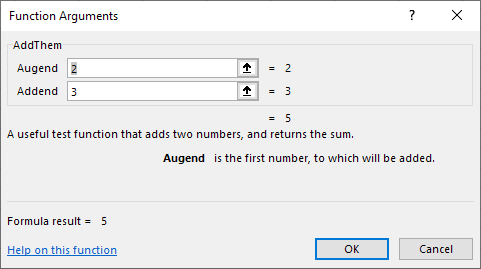 Function Arguments ? ×
AddThem
Augend 2 = 2
Addend 3 = 3
= 5
A useful test function that adds two numbers, and returns the sum.
Augend is the first number, to which will be added.
Formula result = 5
Help on this function OK Cancel